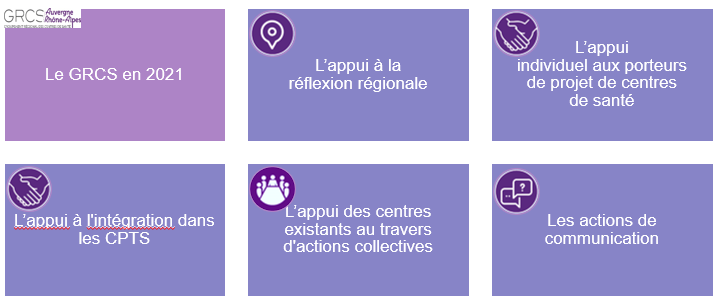 GRCS Auvergne
Rhône-Alpes
Le GRCS en 2021
L’appui à la
réflexion régionale
L’appui
individuel aux porteurs
de projet de centres
de santé
L’appui à l'intégration dans
les CPTS
L’appui des centres
existants au travers
d'actions collectives
Les actions de
communication